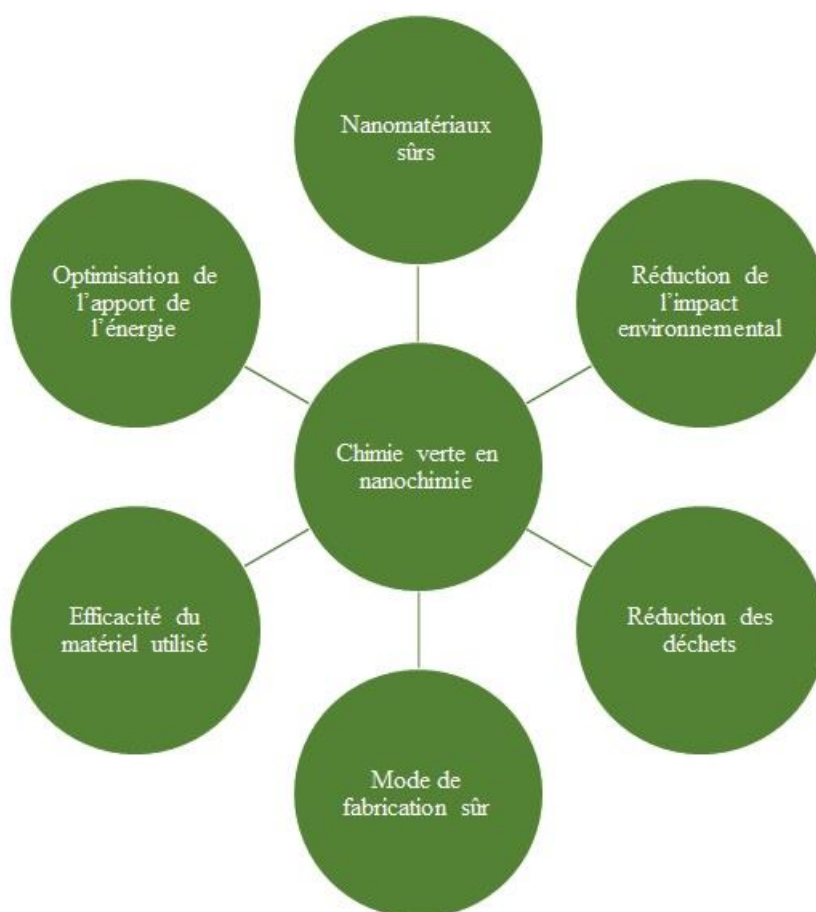 Nanomatériaux
sûrs
Réduction de
l'impact
environnemental
Réduction des
déchets
Mode de
fabrication sûr
Efficacité du
matériel utilisé
Optimisation de
l'apport de
l'énergie
Chimie verte en
nanochimie